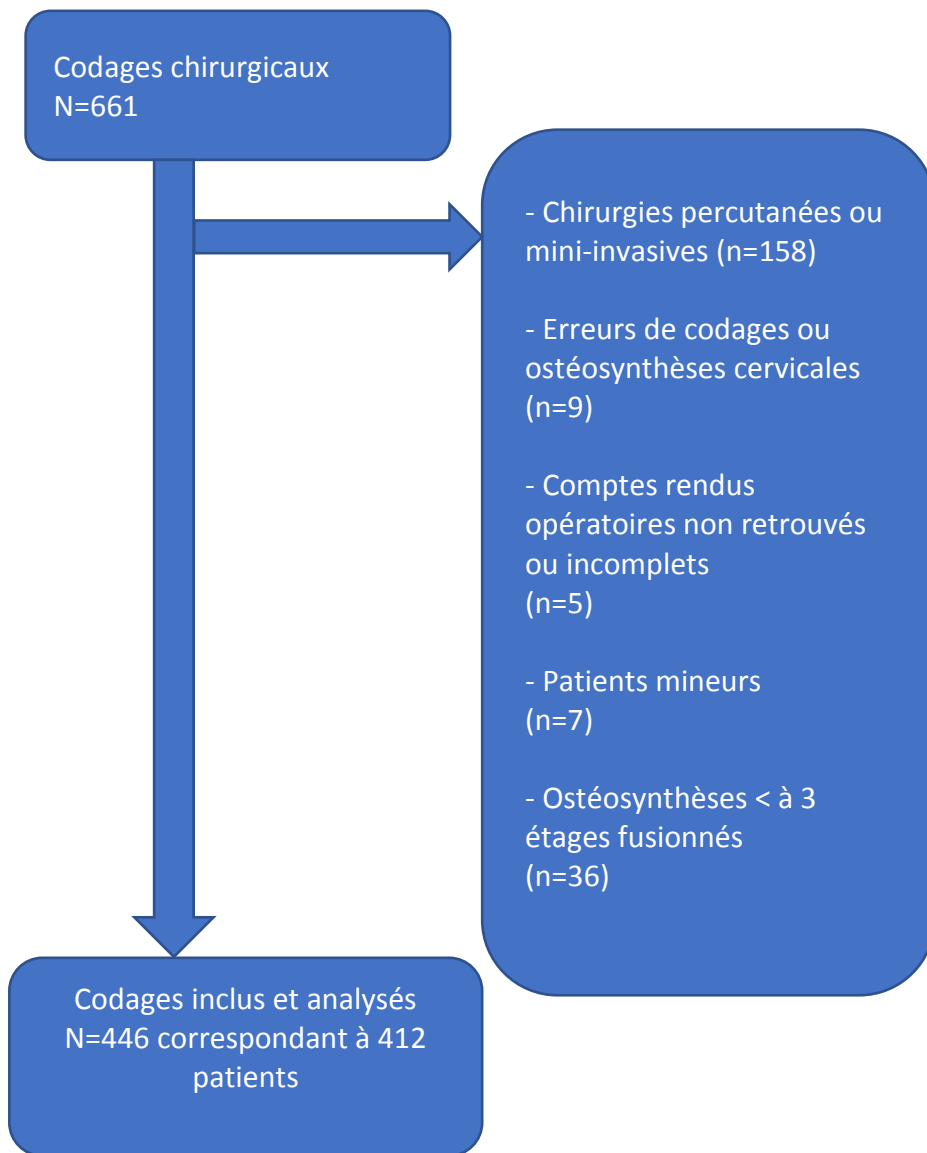 Codages chirurgicaux
N=661
- Chirurgies percutanées ou
mini-invasives (n=158)
- Erreurs de codages ou
ostéosynthèses cervicales
(n=9)
- Comptes rendus
opératoires non retrouvés
ou incomplets
(n=5)
- Patients mineurs
(n=7)
- Ostéosynthèses < à 3
étages fusionnés
(n=36)
Codages inclus et analysés
N=446 correspondant à 412
patients